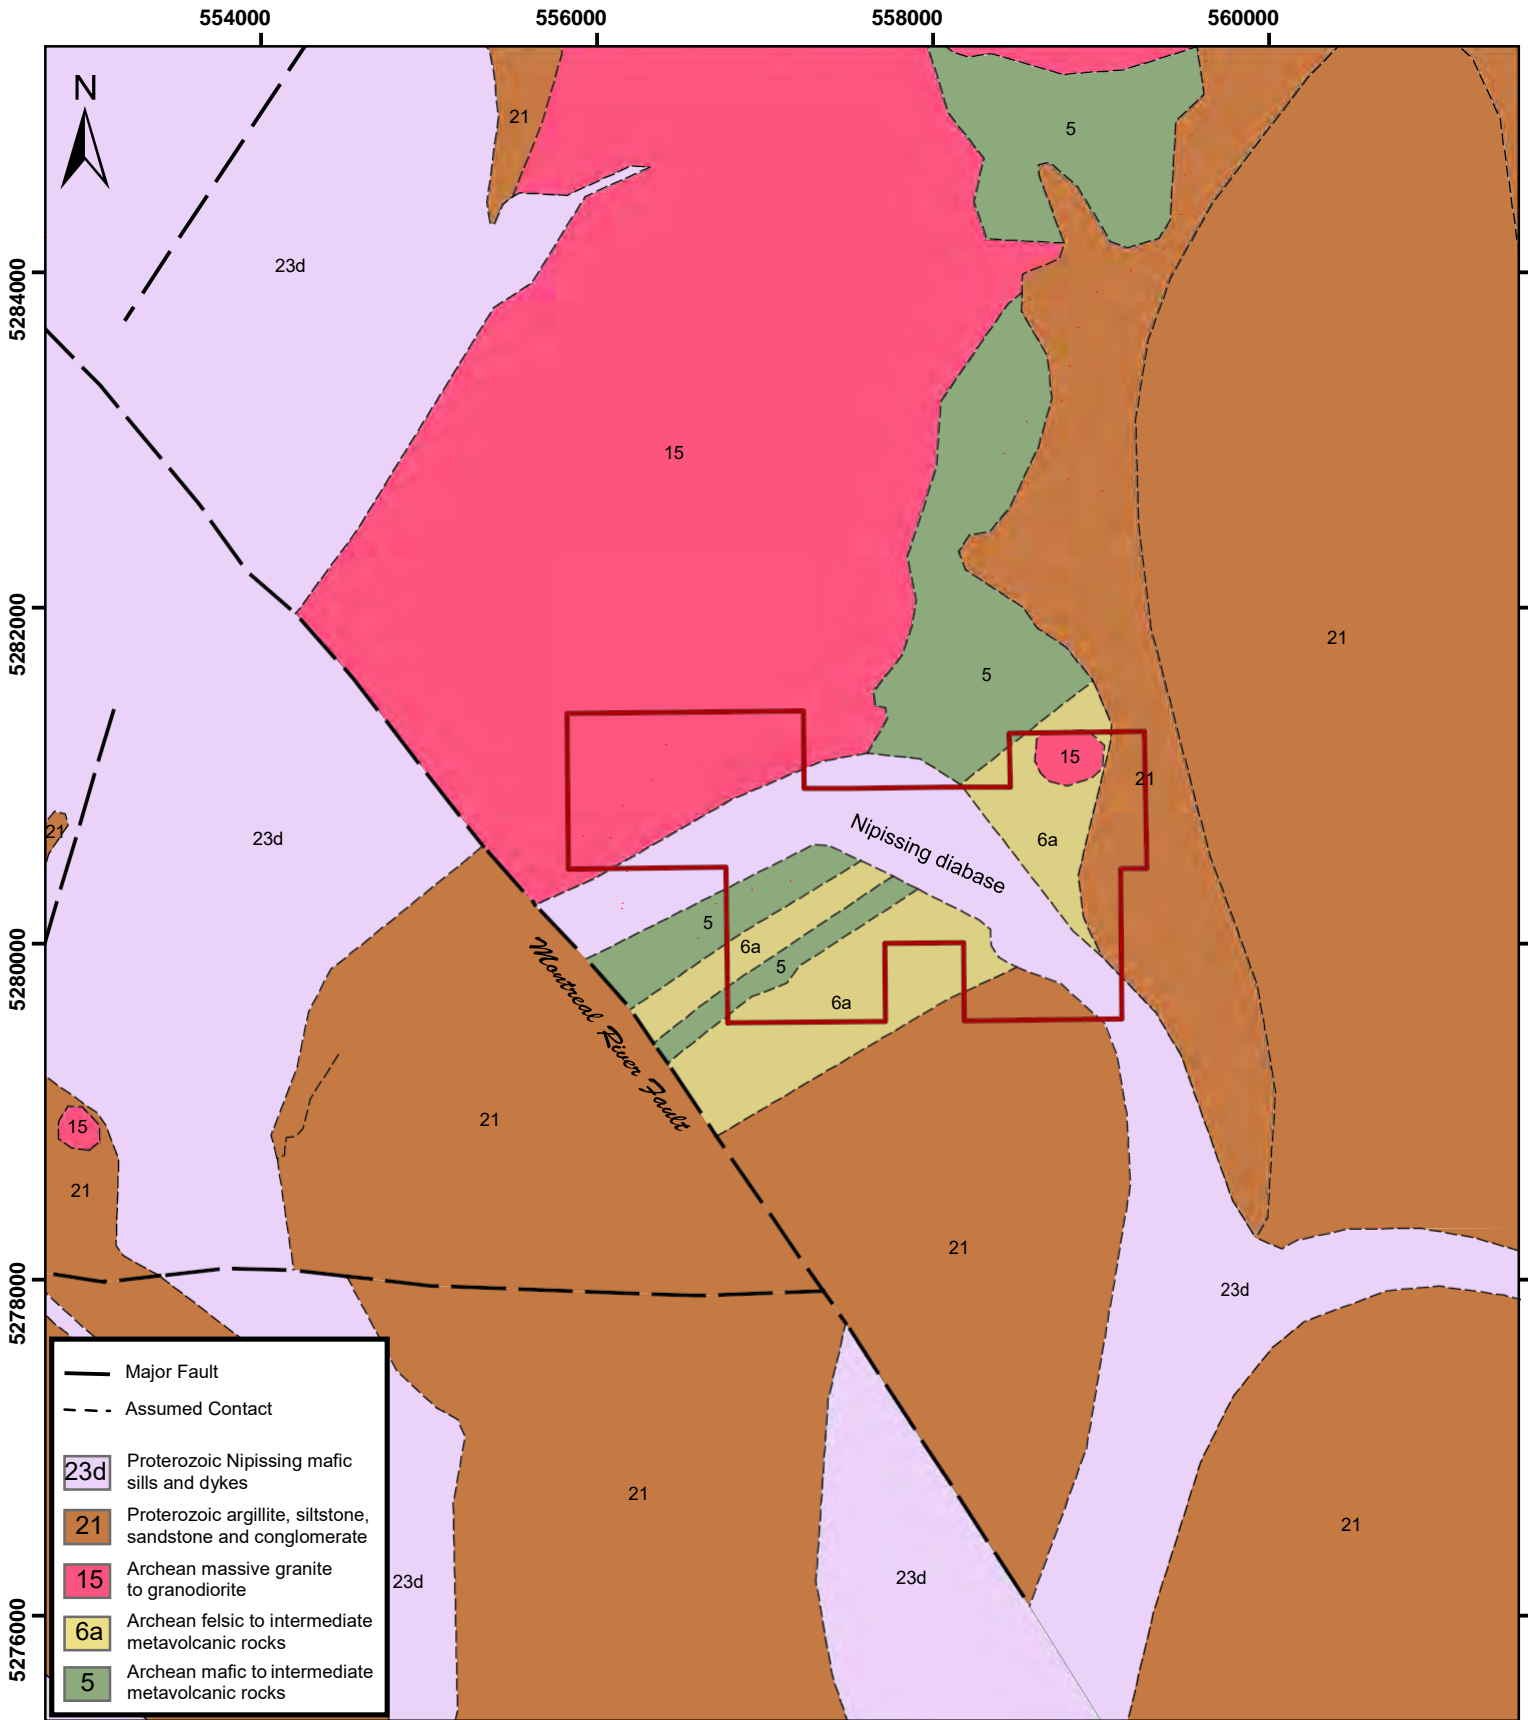 554000
556000
558000
560000
N
21
5
23d
5284000
15
5282000
21
5
15
21
21
23d
Nipissing diabase
6a
5
6a
5
5280000
6a
Montreal River Fault
15
21
21
21
23d
5278000
Major Fault
Assumed Contact
23d
Proterozoic Nipissing mafic
sills and dykes
21
Proterozoic argillite, siltstone,
sandstone and conglomerate
15
Archean massive granite
to granodiorite
6a
Archean felsic to intermediate
metavolcanic rocks
5
Archean mafic to intermediate
metavolcanic rocks
21
21
23d
23d
5276000